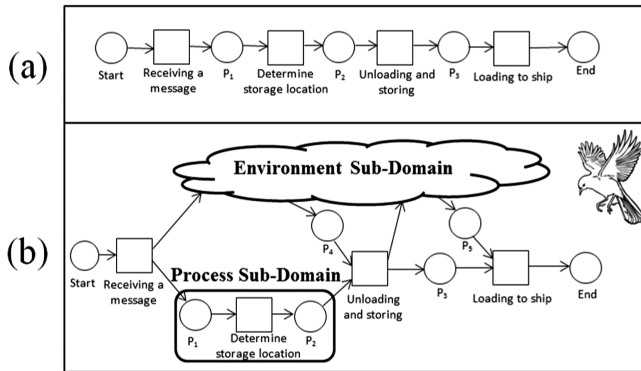 (a)
Start
Receiving a
message
P1
Determine
storage location
P2
Unloading and
storing
P3
Loading to ship
End
(b)
Environment Sub-Domain
P4
P5
Process Sub-Domain
Start
Receiving a
message
P1
Determine
storage location
P2
Unloading
and storing
P3
Loading to ship
End